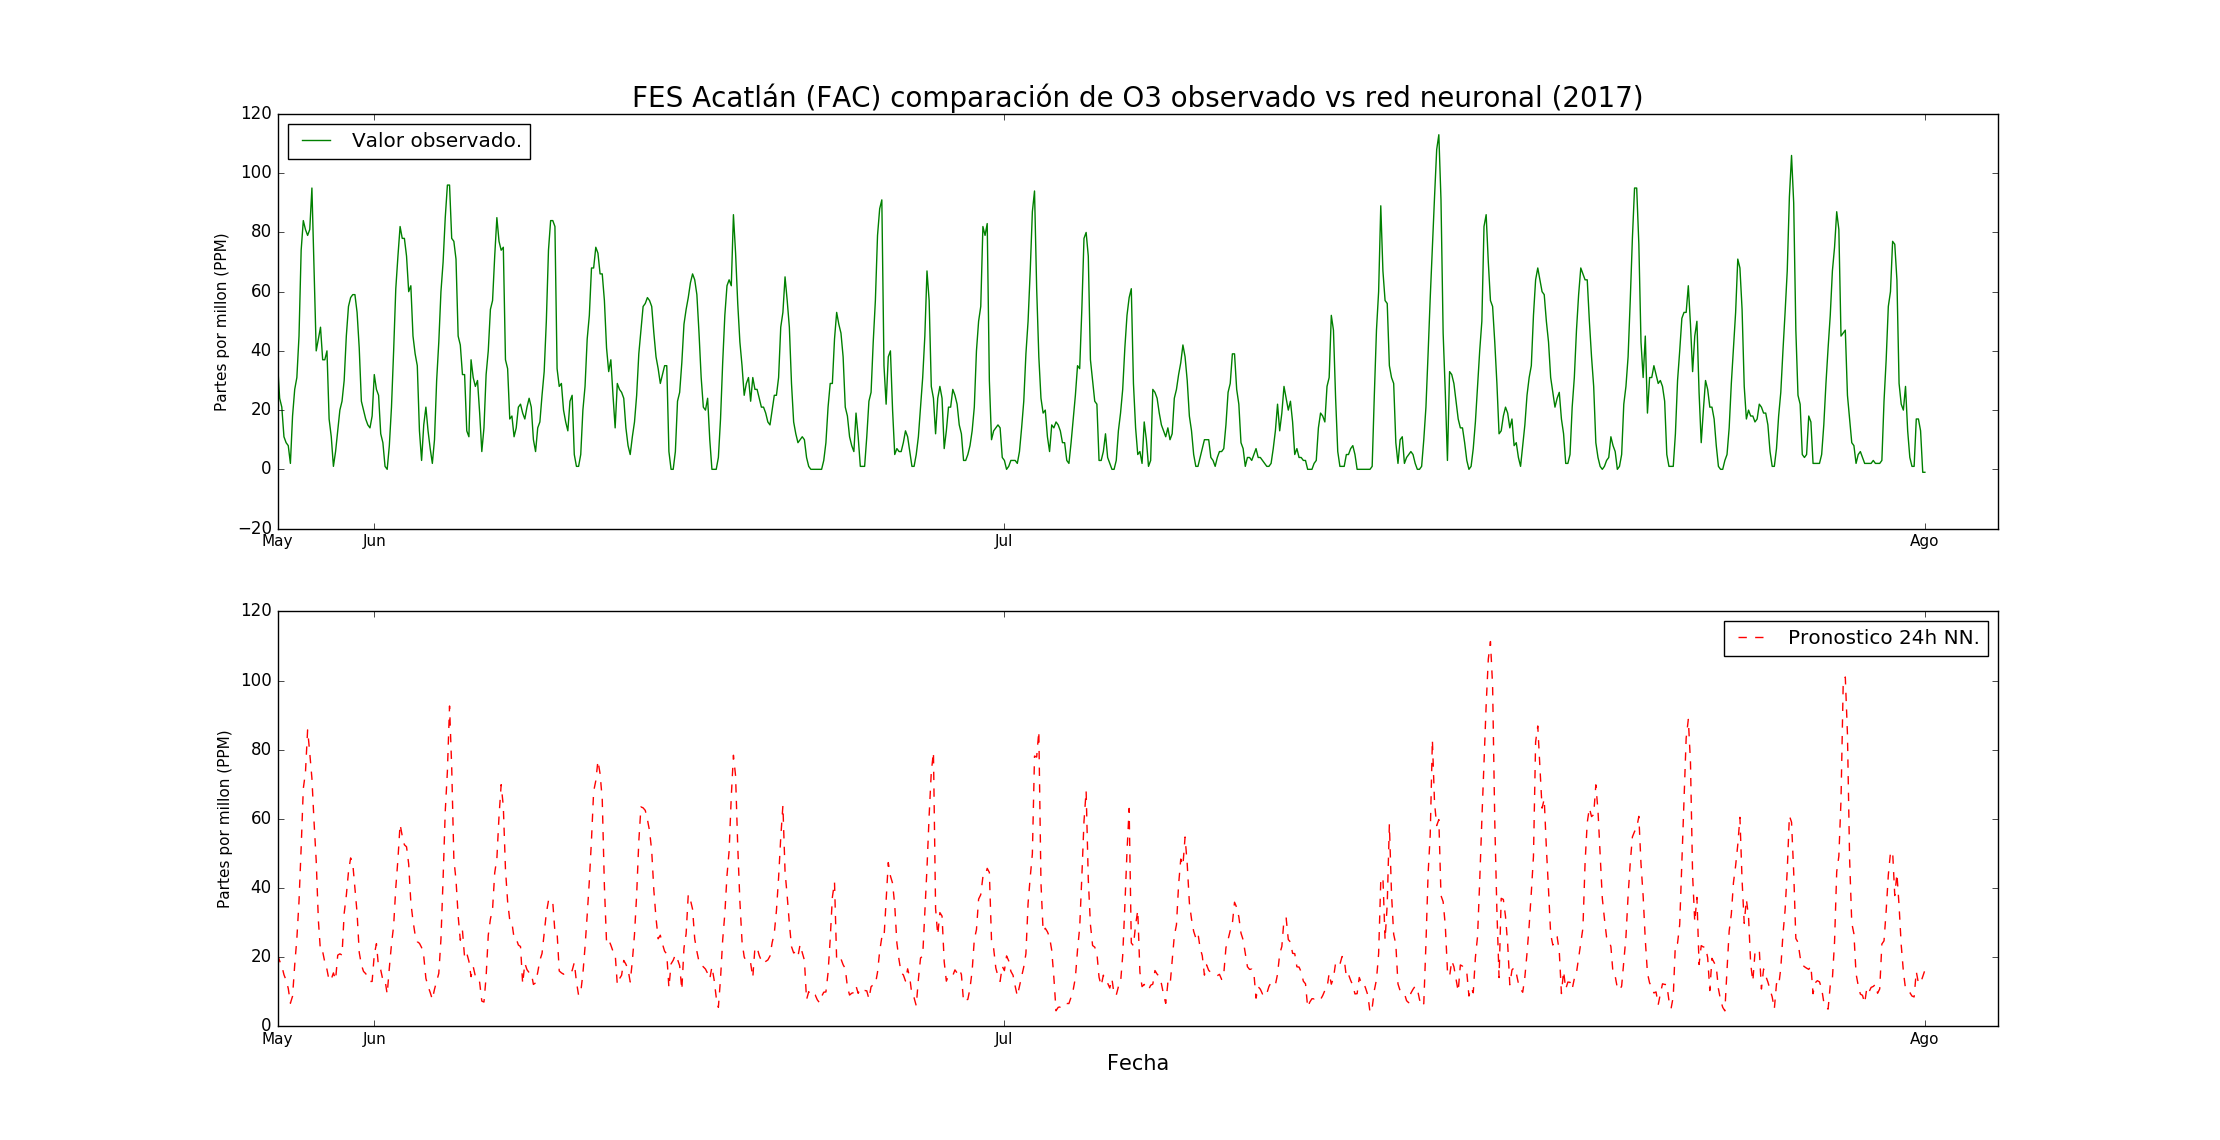 FES Acatlán (FAC) comparación de O3 observado vs red neuronal (2017)
120
100
80
60
40
20
0
−20
Partes por millon (PPM)
Valor observado.
May Jun Jul Ago
120
100
80
60
40
20
0
Partes por millon (PPM)
Pronostico 24h NN.
May Jun Jul Ago
Fecha